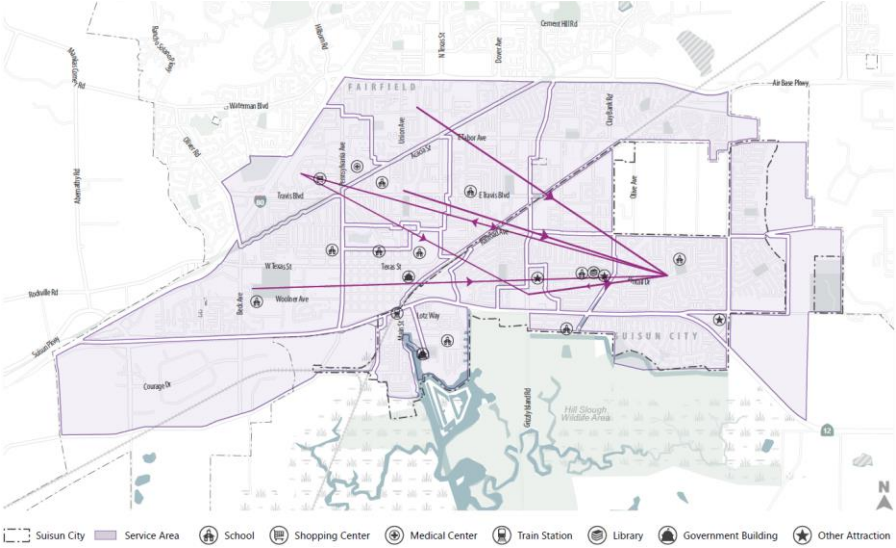 Cement Hill Rd
Hilborn Rd
N Texas St
Dover Ave
Air Base Pkwy
FAIRFIELD
Waterman Blvd
Clay Bank Rd
Union Ave
E Tabor Ave
Oliver Rd
Acacia St
Pennsylvania Ave
Abernathy Rd
Travis Blvd
80
E Travis Blvd
Olive Ave
W Texas St
Texas St
Rockville Rd
Beck Ave
Woolner Ave
Main St
Lotz Way
SUISUN CITY
Suisun Pkwy
Courage Dr
Grizzly Island Rd
Hill Slough
Wildlife Area
12
N
Suisun City
Service Area
School
Shopping Center
Medical Center
Train Station
Library
Government Building
Other Attraction